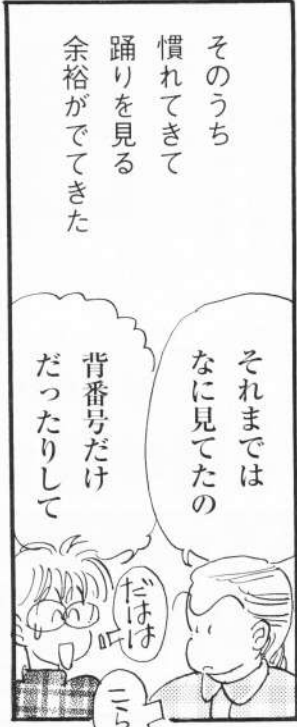 そのうち
慣れてきて
踊りを見る
余裕がでてきた
それまでは
なに見てたの
背番号だけ
だったりして
だはは
こら